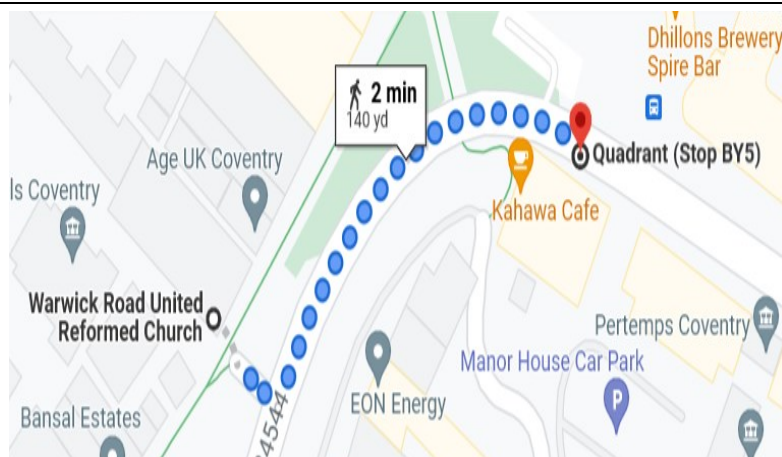 Dhillons Brewery
Spire Bar
2 min
140 yd
Quadrant (Stop BY5)
Age UK Coventry
ls Coventry
Kahawa Cafe
Warwick Road United
Reformed Church
Pertemps Coventry
Manor House Car Park
P
EON Energy
Bansal Estates